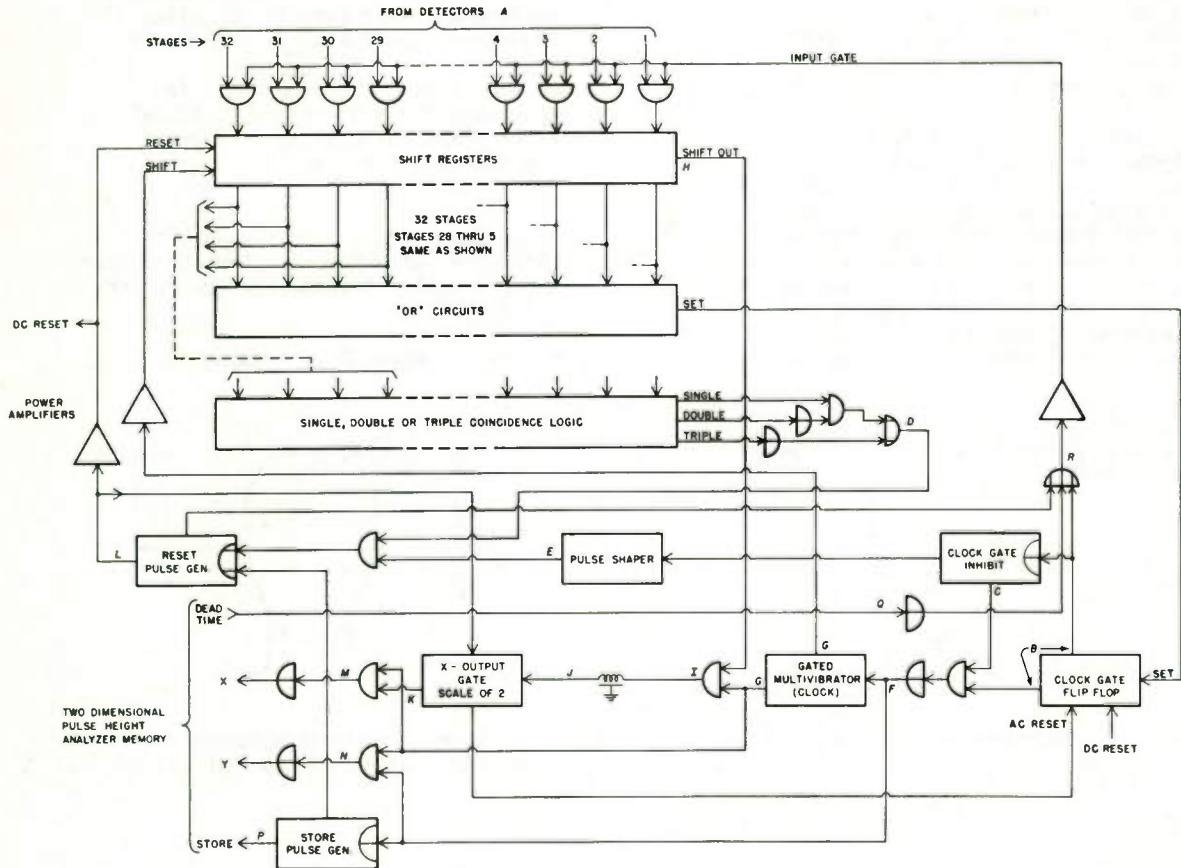 FROM DETECTORS A
STAGES → 32 31 30 29 4 3 2 1
INPUT GATE
RESET
SHIFT
SHIFT REGISTERS
SHIFT OUT
H
32 STAGES
STAGES 28 THRU 5
SAME AS SHOWN
"OR" CIRCUITS
SET
DC RESET
POWER
AMPLIFIERS
SINGLE, DOUBLE OR TRIPLE COINCIDENCE LOGIC
SINGLE
DOUBLE
TRIPLE
D
R
L
RESET
PULSE GEN
E
PULSE SHAPER
CLOCK GATE
INHIBIT
C
DEAD
TIME
Q
G
B
X
M
K
X - OUTPUT
GATE
SCALE OF 2
J
I
G
GATED
MULTIVIBRATOR
(CLOCK)
F
CLOCK GATE
FLIP FLOP
SET
AC RESET
DC RESET
TWO DIMENSIONAL
PULSE HEIGHT
ANALYZER MEMORY
Y
N
STORE
P
STORE
PULSE GEN